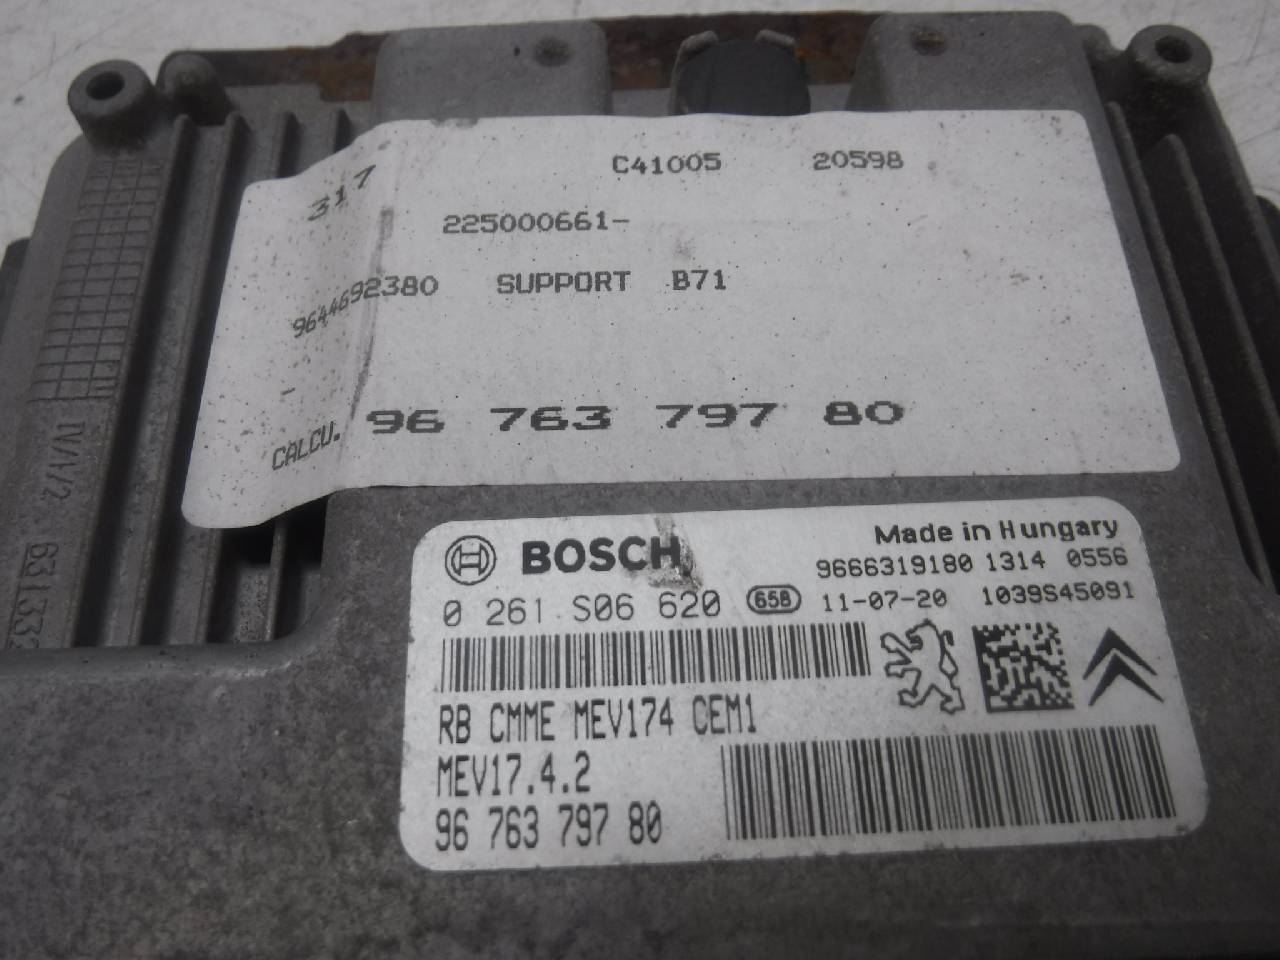 317 C41005 20598
225000661-
9644692380 SUPPORT B71
CALCU. 96 763 797 80
BOSCH
Made in Hungary
9666319180 1314 0556
0 261 S06 620 658 11-07-20 1039S45091
RB CMME MEV174 CEM1
MEV17.4.2
96 763 797 80